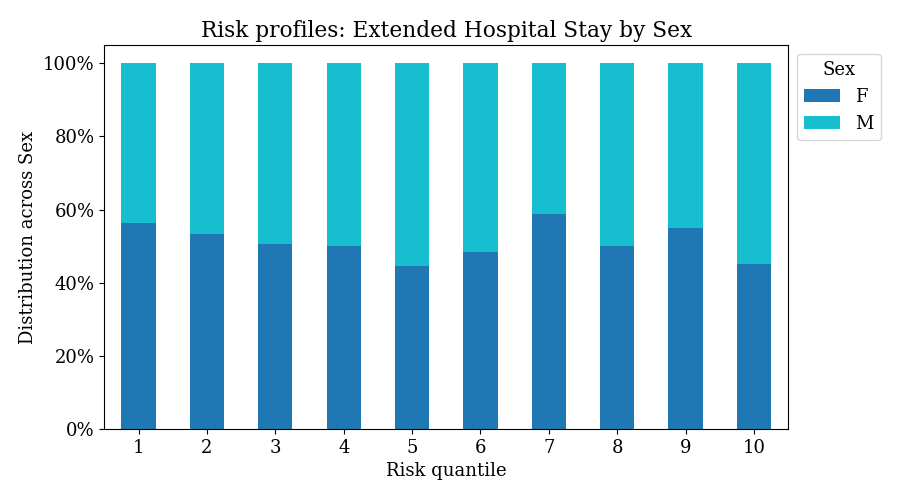 Risk profiles: Extended Hospital Stay by Sex
100%
80%
60%
40%
20%
0%
Distribution across Sex
1 2 3 4 5 6 7 8 9 10
Risk quantile
Sex
F
M